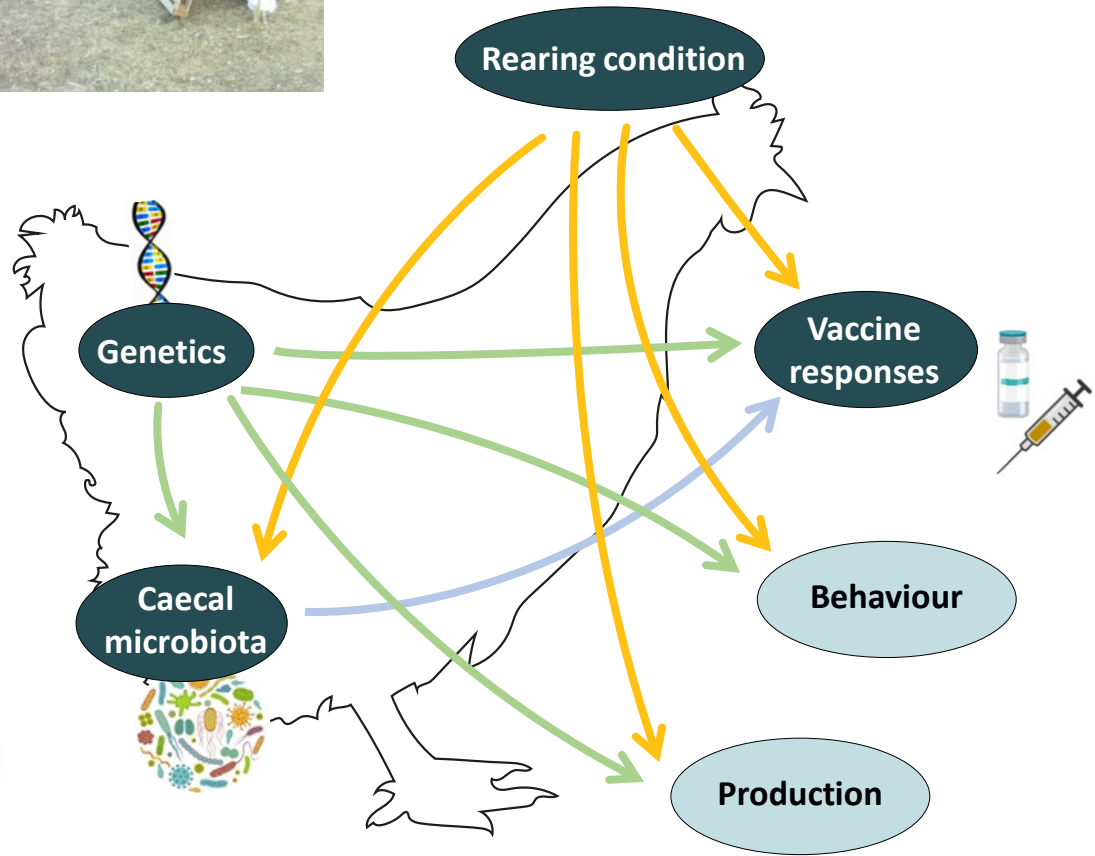 Rearing condition
Genetics
Vaccine
responses
Caecal
microbiota
Behaviour
Production